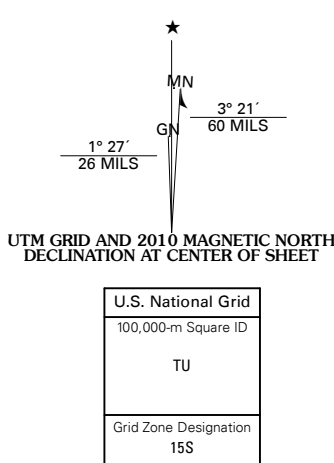 ★
MN
GN
3° 21´
60 MILS
1° 27´
26 MILS
UTM GRID AND 2010 MAGNETIC NORTH
DECLINATION AT CENTER OF SHEET
U.S. National Grid
100,000-m Square ID
TU
Grid Zone Designation
15S